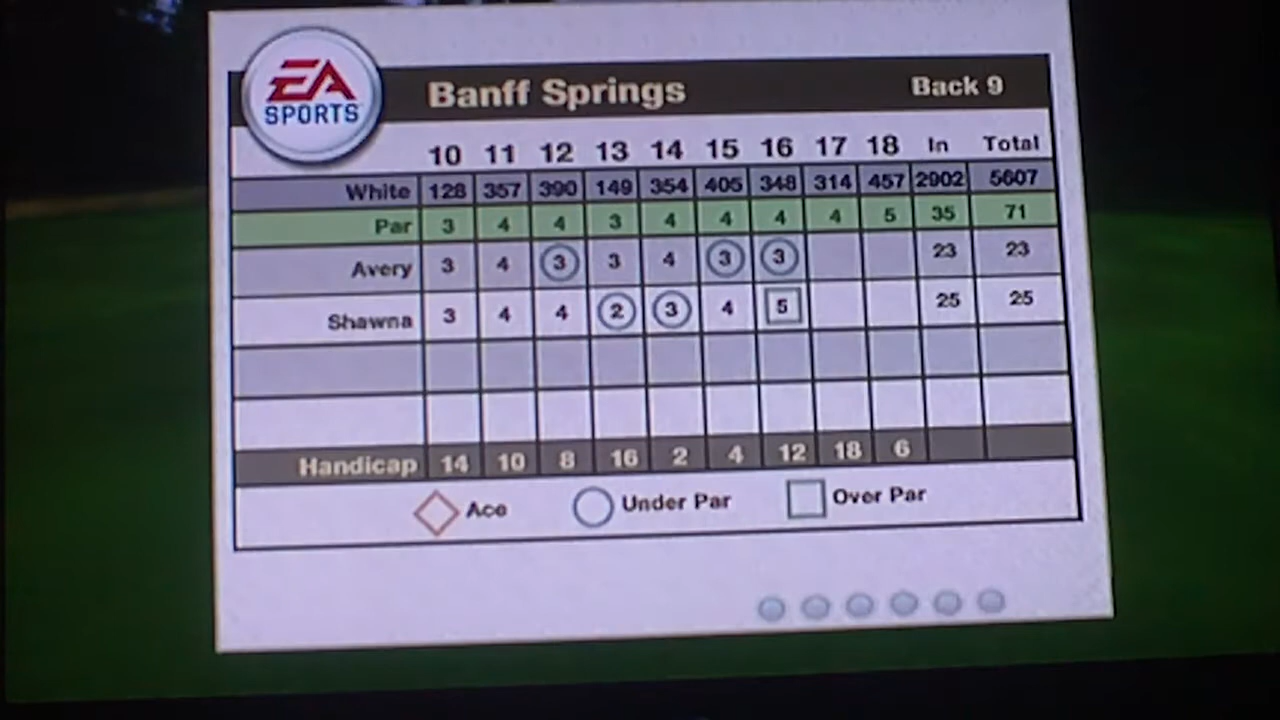 EA
SPORTS
Banff Springs Back 9
10 11 12 13 14 15 16 17 18 In Total
White 128 357 390 149 354 405 348 314 457 2902 5607
Par 3 4 4 3 4 4 4 4 5 35 71
Avery 3 4 3 3 4 3 3 23 23
Shawna 3 4 4 2 3 4 5 25 25
Handicap 14 10 8 16 2 4 12 18 6
Ace Under Par Over Par